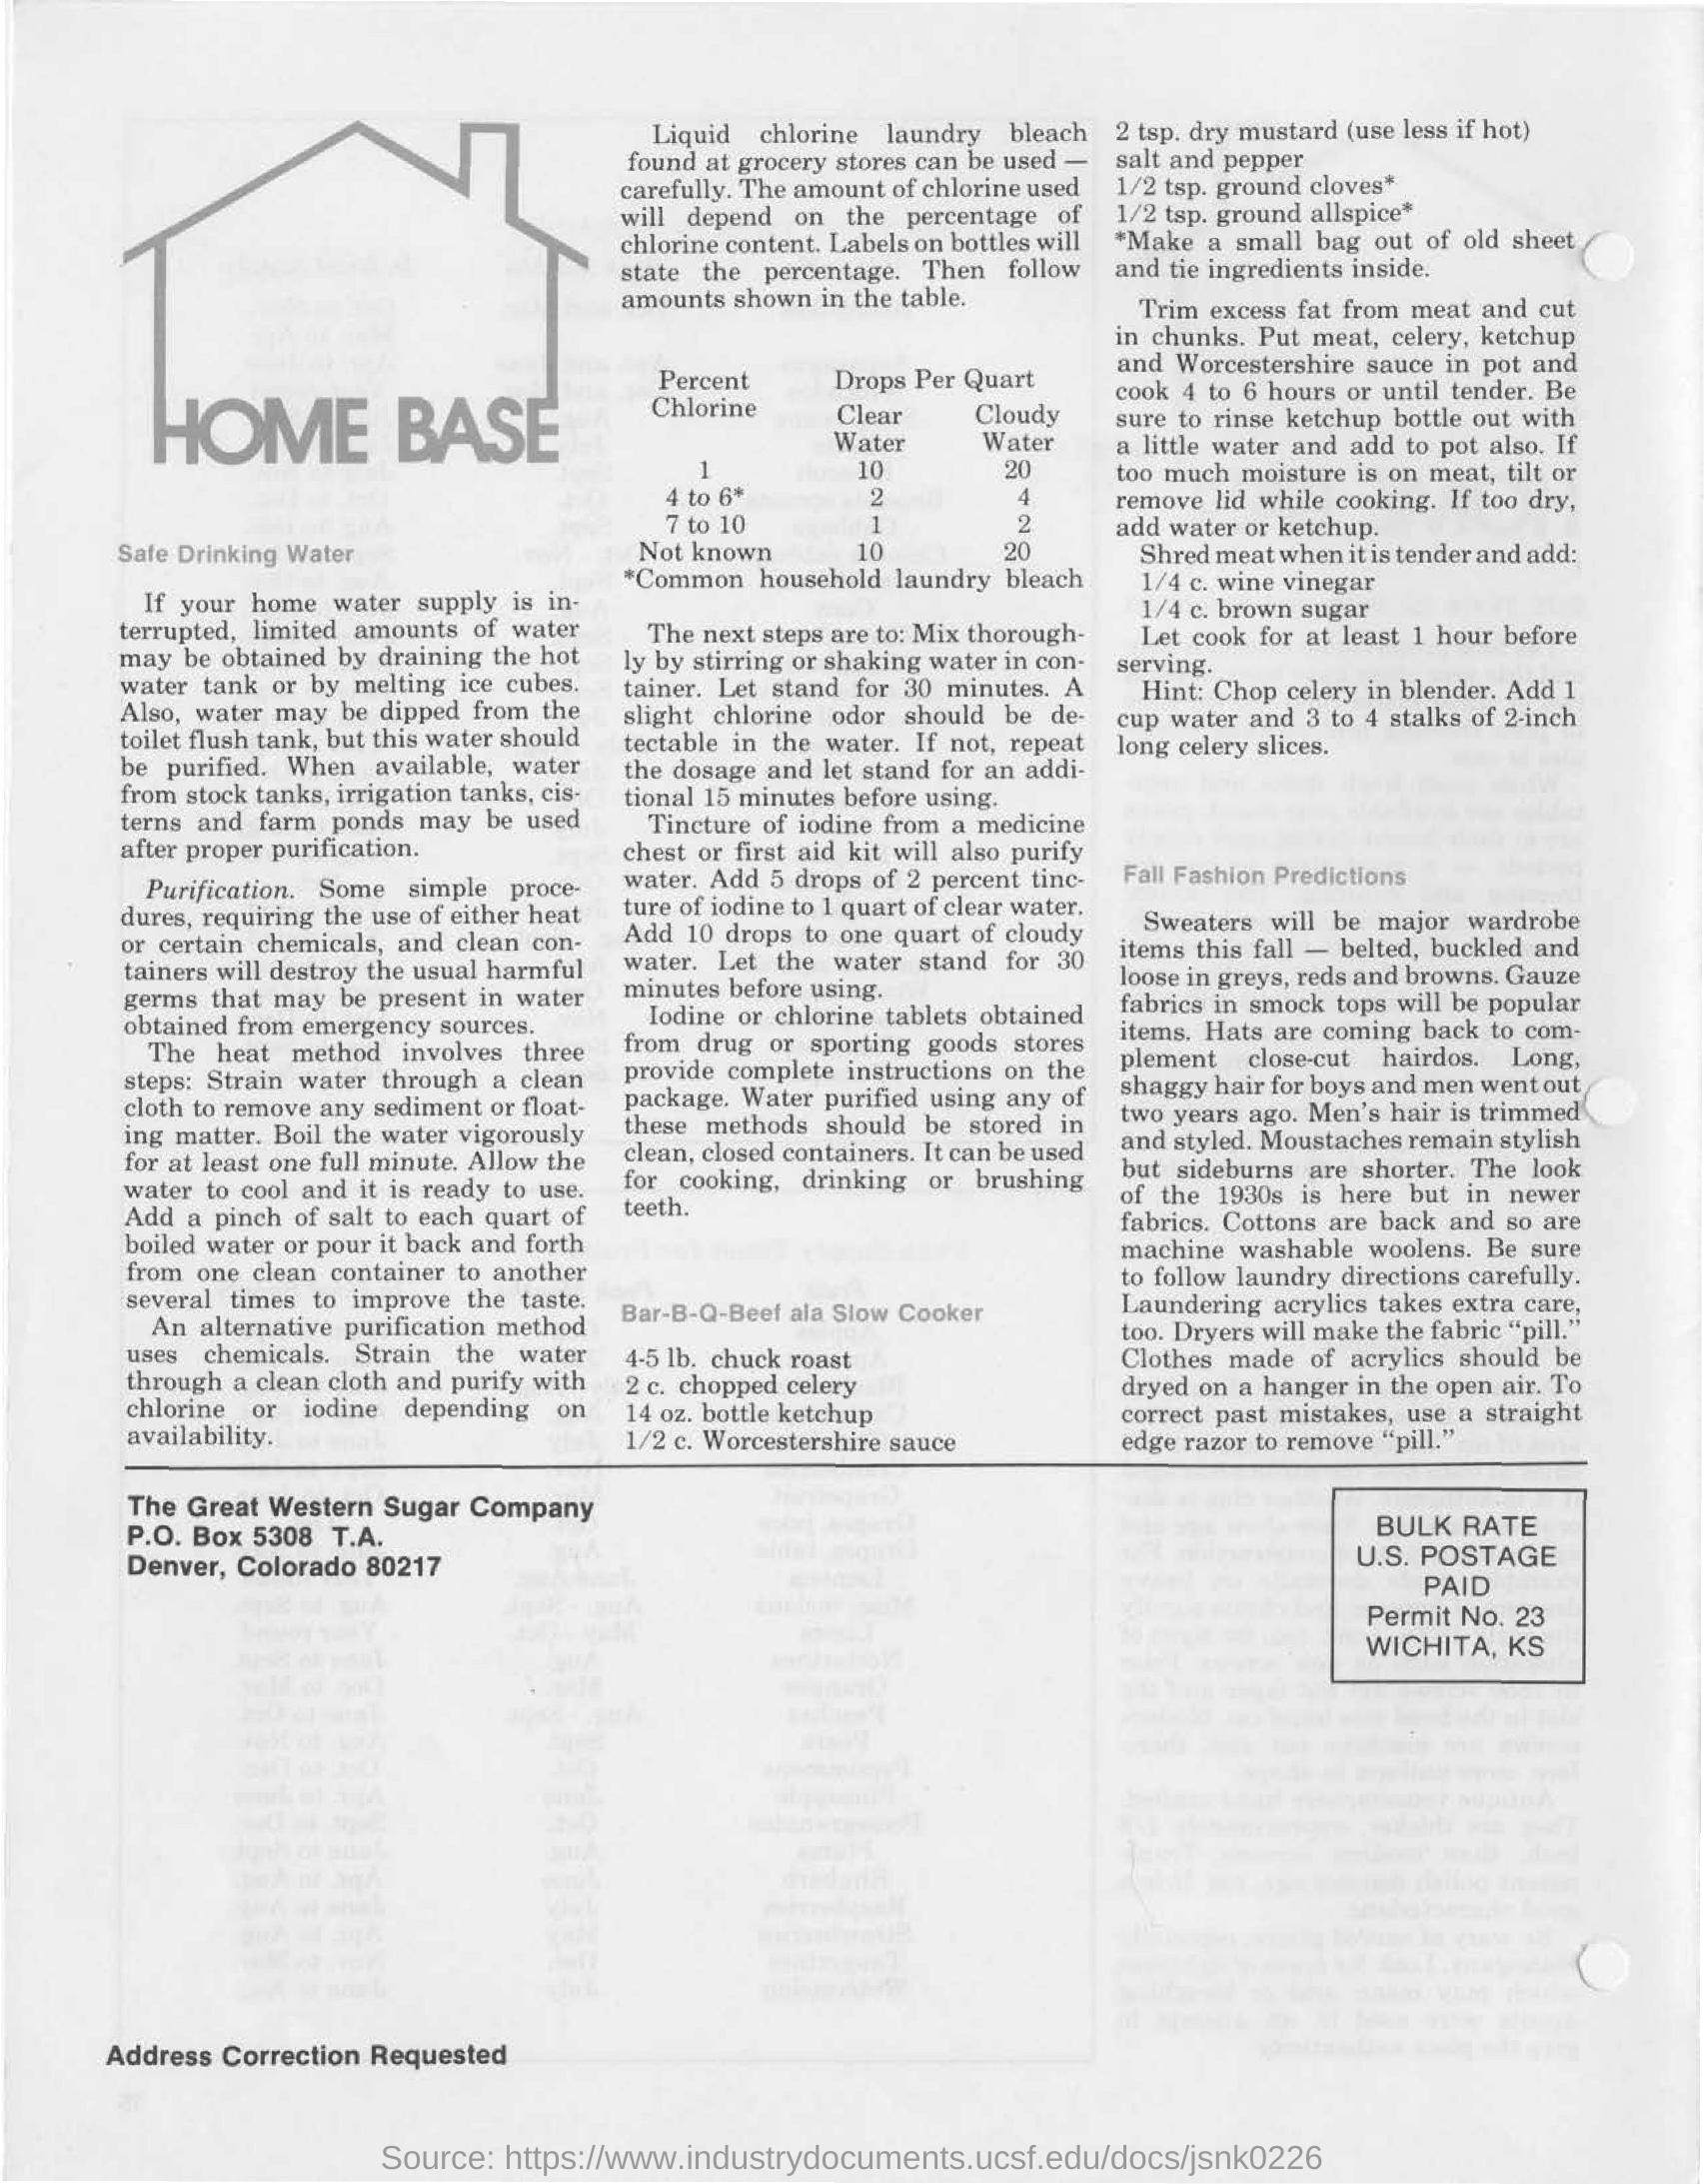 HOME BASE
Safe Drinking Water
If your home water supply is in-
terrupted, limited amounts of water
may be obtained by draining the hot
water tank or by melting ice cubes.
Also, water may be dipped from the
toilet flush tank, but this water should
be purified. When available, water
from stock tanks, irrigation tanks, cis-
terns and farm ponds may be used
after proper purification.
Purification. Some simple proce-
dures, requiring the use of either heat
or certain chemicals, and clean con-
tainers will destroy the usual harmful
germs that may be present in water
obtained from emergency sources.
The heat method involves three
steps: Strain water through a clean
cloth to remove any sediment or float-
ing matter. Boil the water vigorously
for at least one full minute. Allow the
water to cool and it is ready to use.
Add a pinch of salt to each quart of
boiled water or pour it back and forth
from one clean container to another
several times to improve the taste.
An alternative purification method
uses chemicals. Strain the water
through a clean cloth and purify with
chlorine or iodine depending on
availability.
Liquid chlorine laundry bleach
found at grocery stores can be used —
carefully. The amount of chlorine used
will depend on the percentage of
chlorine content. Labels on bottles will
state the percentage. Then follow
amounts shown in the table.
Percent Drops Per Quart
Chlorine Clear Cloudy
Water Water
1 10 20
4 to 6* 2 4
7 to 10 1 2
Not known 10 20
*Common household laundry bleach
The next steps are to: Mix thorough-
ly by stirring or shaking water in con-
tainer. Let stand for 30 minutes. A
slight chlorine odor should be de-
tectable in the water. If not, repeat
the dosage and let stand for an addi-
tional 15 minutes before using.
Tincture of iodine from a medicine
chest or first aid kit will also purify
water. Add 5 drops of 2 percent tinc-
ture of iodine to 1 quart of clear water.
Add 10 drops to one quart of cloudy
water. Let the water stand for 30
minutes before using.
Iodine or chlorine tablets obtained
from drug or sporting goods stores
provide complete instructions on the
package. Water purified using any of
these methods should be stored in
clean, closed containers. It can be used
for cooking, drinking or brushing
teeth.
Bar-B-Q-Beef ala Slow Cooker
4-5 lb. chuck roast
2 c. chopped celery
14 oz. bottle ketchup
1/2 c. Worcestershire sauce
2 tsp. dry mustard (use less if hot)
salt and pepper
1/2 tsp. ground cloves*
1/2 tsp. ground allspice*
*Make a small bag out of old sheet
and tie ingredients inside.
Trim excess fat from meat and cut
in chunks. Put meat, celery, ketchup
and Worcestershire sauce in pot and
cook 4 to 6 hours or until tender. Be
sure to rinse ketchup bottle out with
a little water and add to pot also. If
too much moisture is on meat, tilt or
remove lid while cooking. If too dry,
add water or ketchup.
Shred meat when it is tender and add:
1/4 c. wine vinegar
1/4 c. brown sugar
Let cook for at least 1 hour before
serving.
Hint: Chop celery in blender. Add 1
cup water and 3 to 4 stalks of 2-inch
long celery slices.
Fall Fashion Predictions
Sweaters will be major wardrobe
items this fall — belted, buckled and
loose in greys, reds and browns. Gauze
fabrics in smock tops will be popular
items. Hats are coming back to com-
plement close-cut hairdos. Long,
shaggy hair for boys and men went out
two years ago. Men's hair is trimmed
and styled. Moustaches remain stylish
but sideburns are shorter. The look
of the 1930s is here but in newer
fabrics. Cottons are back and so are
machine washable woolens. Be sure
to follow laundry directions carefully.
Laundering acrylics takes extra care,
too. Dryers will make the fabric "pill."
Clothes made of acrylics should be
dryed on a hanger in the open air. To
correct past mistakes, use a straight
edge razor to remove "pill."
The Great Western Sugar Company
P.O. Box 5308 T.A.
Denver, Colorado 80217
BULK RATE
U.S. POSTAGE
PAID
Permit No. 23
WICHITA, KS
Address Correction Requested
Source: https://www.industrydocuments.ucsf.edu/docs/jsnk0226